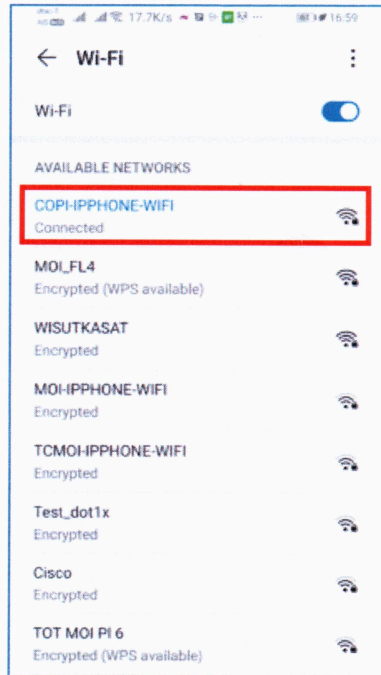 17.7K/s 16:59
Wi-Fi
Wi-Fi
AVAILABLE NETWORKS
COPI-IPPHONE-WIFI
Connected
MOI_FL4
Encrypted (WPS available)
WISUTKASAT
Encrypted
MOI-IPPHONE-WIFI
Encrypted
TCMOI-IPPHONE-WIFI
Encrypted
Test_dot1x
Encrypted
Cisco
Encrypted
TOT MOI PI 6
Encrypted (WPS available)